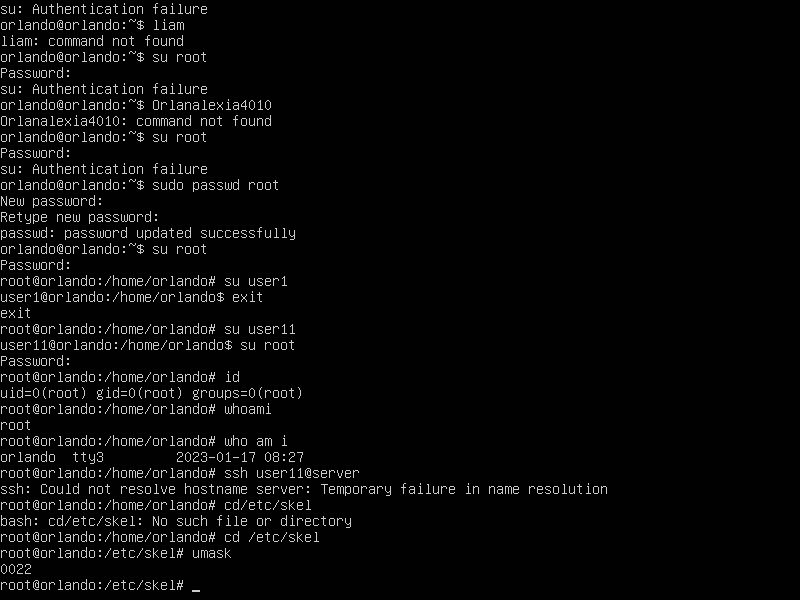 su: Authentication failure
orlando@orlando:~$ liam
liam: command not found
orlando@orlando:~$ su root
Password:
su: Authentication failure
orlando@orlando:~$ Orlanalexia4010
Orlanalexia4010: command not found
orlando@orlando:~$ su root
Password:
su: Authentication failure
orlando@orlando:~$ sudo passwd root
New password:
Retype new password:
passwd: password updated successfully
orlando@orlando:~$ su root
Password:
root@orlando:/home/orlando# su user1
user1@orlando:/home/orlando$ exit
exit
root@orlando:/home/orlando# su user11
user11@orlando:/home/orlando$ su root
Password:
root@orlando:/home/orlando# id
uid=0(root) gid=0(root) groups=0(root)
root@orlando:/home/orlando# whoami
root
root@orlando:/home/orlando# who am i
orlando  tty3         2023-01-17 08:27
root@orlando:/home/orlando# ssh user11@server
ssh: Could not resolve hostname server: Temporary failure in name resolution
root@orlando:/home/orlando# cd/etc/skel
bash: cd/etc/skel: No such file or directory
root@orlando:/home/orlando# cd /etc/skel
root@orlando:/etc/skel# umask
0022
root@orlando:/etc/skel# _